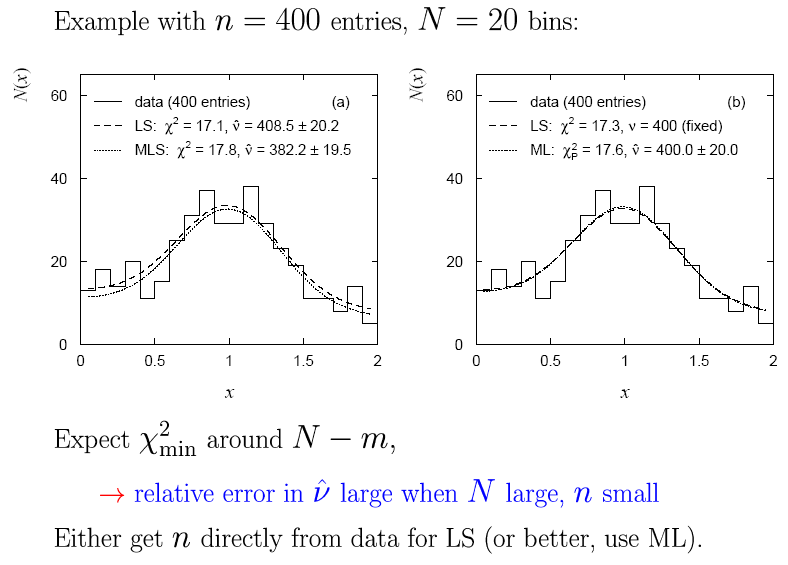 Example with n = 400 entries, N = 20 bins:
N(x)
60
40
20
0
data (400 entries)
(a)
LS: χ² = 17.1, ν̂ = 408.5 ± 20.2
MLS: χ² = 17.8, ν̂ = 382.2 ± 19.5
0 0.5 1 1.5 2
x
N(x)
60
40
20
0
data (400 entries)
(b)
LS: χ² = 17.3, ν = 400 (fixed)
ML: χ²_P = 17.6, ν̂ = 400.0 ± 20.0
0 0.5 1 1.5 2
x
Expect χ²_min around N − m,
→ relative error in ν̂ large when N large, n small
Either get n directly from data for LS (or better, use ML).